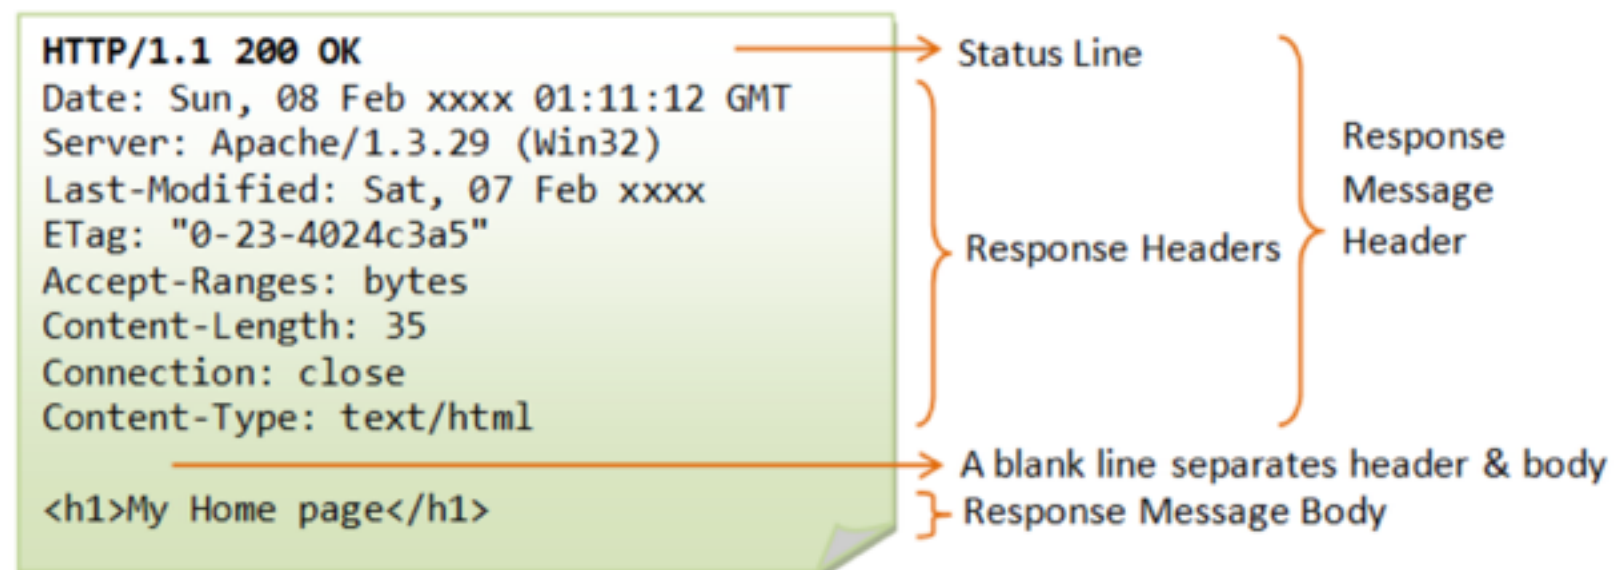 HTTP/1.1 200 OK
Date: Sun, 08 Feb xxxx 01:11:12 GMT
Server: Apache/1.3.29 (Win32)
Last-Modified: Sat, 07 Feb xxxx
ETag: "0-23-4024c3a5"
Accept-Ranges: bytes
Content-Length: 35
Connection: close
Content-Type: text/html
<h1>My Home page</h1>
Status Line
Response Headers
Response
Message
Header
A blank line separates header & body
Response Message Body